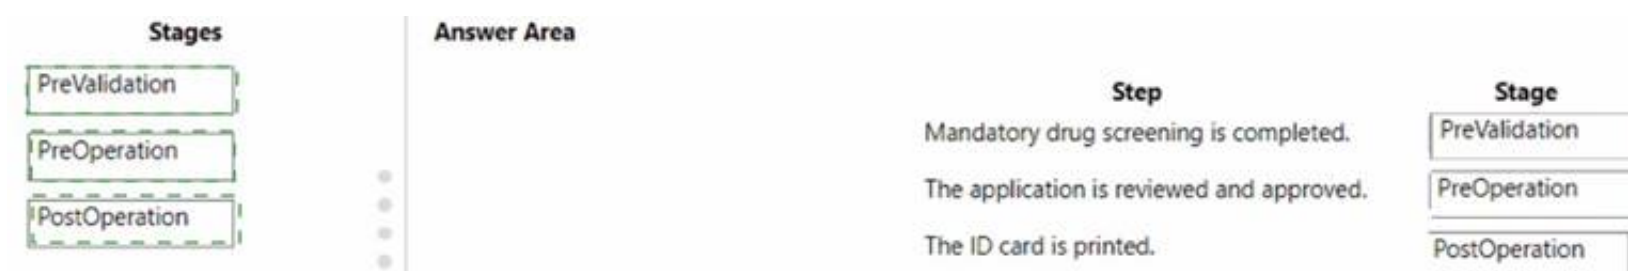 Stages
PreValidation
PreOperation
PostOperation
Answer Area
Step Stage
Mandatory drug screening is completed. PreValidation
The application is reviewed and approved. PreOperation
The ID card is printed. PostOperation